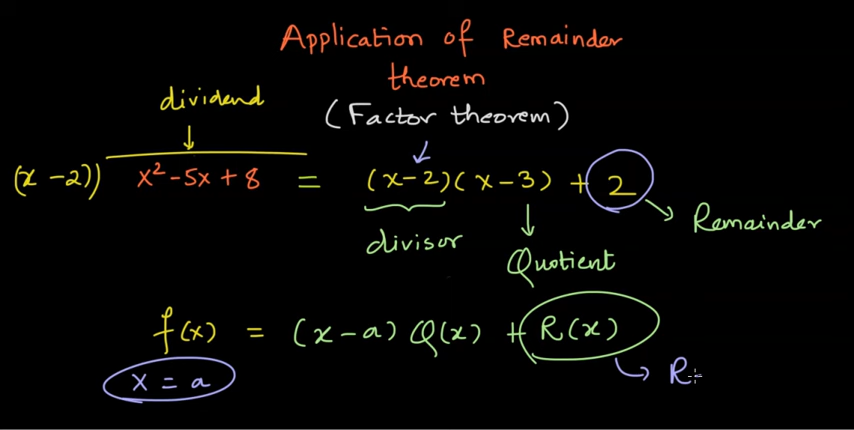 Application of Remainder
theorem
(Factor theorem)
dividend
(x - 2)) x² - 5x + 8 = (x - 2)(x - 3) + 2
divisor
Quotient
Remainder
f(x) = (x - a) Q(x) + R(x)
x = a
R